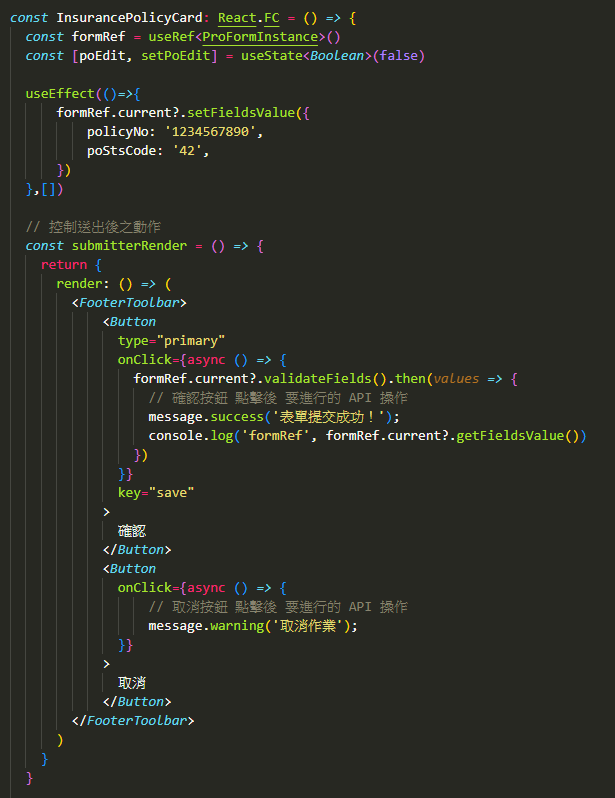 const InsurancePolicyCard: React.FC = () => {
  const formRef = useRef<ProFormInstance>()
  const [poEdit, setPoEdit] = useState<Boolean>(false)

  useEffect(()=>{
      formRef.current?.setFieldsValue({
          policyNo: '1234567890',
          poStsCode: '42',
      })
  },[])

  // 控制送出後之動作
  const submitterRender = () => {
    return {
      render: () => (
        <FooterToolbar>
            <Button
              type="primary"
              onClick={async () => {
                formRef.current?.validateFields().then(values => {
                  // 確認按鈕 點擊後 要進行的 API 操作
                  message.success('表單提交成功！');
                  console.log('formRef', formRef.current?.getFieldsValue())
                })
              }}
              key="save"
            >
              確認
            </Button>
            <Button
              onClick={async () => {
                  // 取消按鈕 點擊後 要進行的 API 操作
                  message.warning('取消作業');
              }}
            >
              取消
            </Button>
        </FooterToolbar>
      )
    }
  }